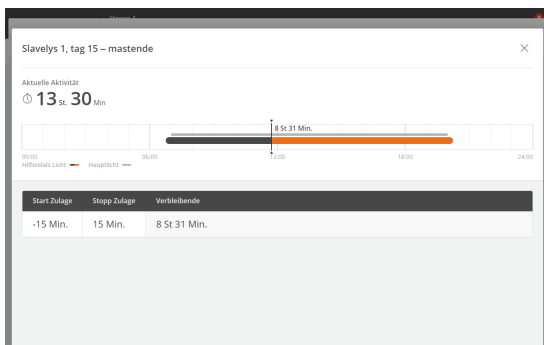 Slavelys 1, tag 15 – mastende
Aktuelle Aktivität
13 St. 30 Min
8 St 31 Min.
00:00 06:00 12:00 18:00 24:00
Hilfsrelais Licht Hauptlicht
Start Zulage Stopp Zulage Verbleibende
-15 Min. 15 Min. 8 St 31 Min.